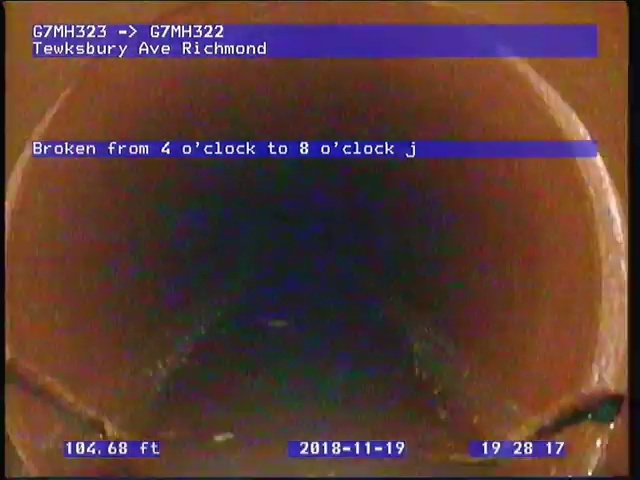 G7MH323 -> G7MH322
Tewksbury Ave Richmond
Broken from 4 o'clock to 8 o'clock j
104.68 ft 2018-11-19 19 28 17